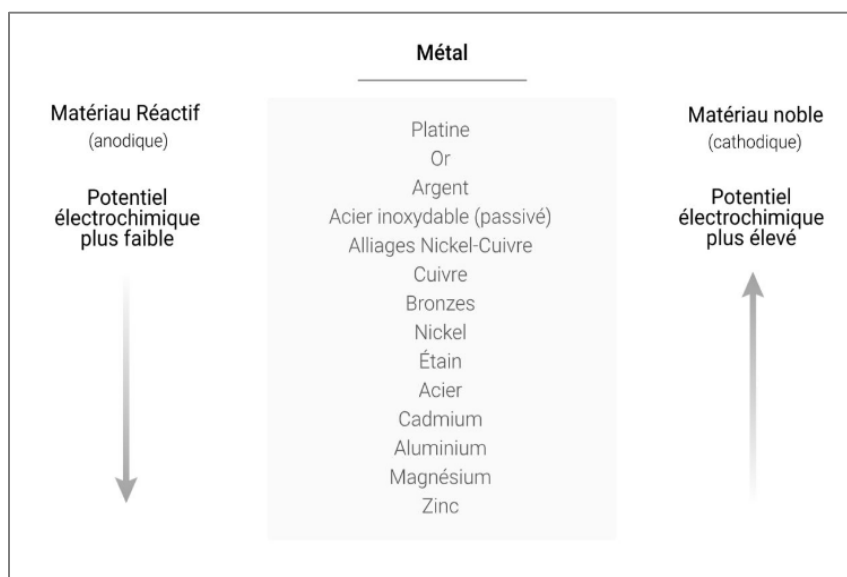 Métal
Matériau Réactif
(anodique)
Potentiel
électrochimique
plus faible
Platine
Or
Argent
Acier inoxydable (passivé)
Alliages Nickel-Cuivre
Cuivre
Bronzes
Nickel
Étain
Acier
Cadmium
Aluminium
Magnésium
Zinc
Matériau noble
(cathodique)
Potentiel
électrochimique
plus élevé